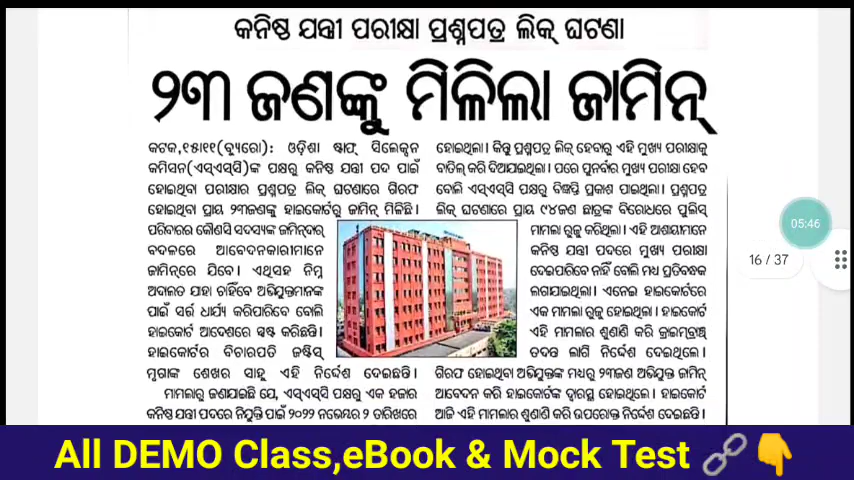 କନିଷ୍ଠ ଯନ୍ତ୍ରୀ ପରୀକ୍ଷା ପ୍ରଶ୍ନପତ୍ର ଲିକ୍ ଘଟଣା
୨୩ ଜଣଙ୍କୁ ମିଳିଲା ଜାମିନ୍
କଟକ,୧୫ା୧୧(ବ୍ୟୁରୋ): ଓଡ଼ିଶା ଷ୍ଟାଫ୍ ସିଲେକ୍ସନ
କମିସନ(ଏସ୍ଏସ୍ସି)ଙ୍କ ପକ୍ଷରୁ କନିଷ୍ଠ ଯନ୍ତ୍ରୀ ପଦ ପାଇଁ
ହୋଇଥିବା ପରୀକ୍ଷାର ପ୍ରଶ୍ନପତ୍ର ଲିକ୍ ଘଟଣାରେ ଗିରଫ
ହୋଇଥିବା ପ୍ରାୟ ୨୩ଜଣଙ୍କୁ ହାଇକୋର୍ଟରୁ ଜାମିନ୍ ମିଳିଛି।
ପରିବାରର କୌଣସି ସଦସ୍ୟଙ୍କ ଜାମିନ୍‌ଦାର୍
ବଦଳରେ ଆବେଦନକାରୀମାନେ
ଜାମିନ୍‌ରେ ଯିବେ। ଏଥିସହ ନିମ୍ନ
ଅଦାଲତ ଯାହା ଚାହିଁବେ ଅଭିଯୁକ୍ତମାନଙ୍କ
ପାଇଁ ସର୍ତ୍ତ ଧାର୍ଯ୍ୟ କରିପାରିବେ ବୋଲି
ହାଇକୋର୍ଟ ଆଦେଶରେ ସ୍ପଷ୍ଟ କରିଛନ୍ତି।
ହାଇକୋର୍ଟର ବିଚାରପତି ଜଷ୍ଟିସ୍
ମୃଗାଙ୍କ ଶେଖର ସାହୁ ଏହି ନିର୍ଦ୍ଦେଶ ଦେଇଛନ୍ତି।
ମାମଲାରୁ ଜଣାଯାଇଛି ଯେ, ଏସ୍ଏସ୍ସି ପକ୍ଷରୁ ଏକ ହଜାର
କନିଷ୍ଠ ଯନ୍ତ୍ରୀ ପଦରେ ନିଯୁକ୍ତି ପାଇଁ ୨୦୨୨ ନଭେମ୍ବର ୨ ତାରିଖରେ
ହୋଇଥିଲା। କିନ୍ତୁ ପ୍ରଶ୍ନପତ୍ର ଲିକ୍ ହେବାରୁ ଏହି ମୁଖ୍ୟ ପରୀକ୍ଷାକୁ
ବାତିଲ୍ କରି ଦିଆଯାଇଥିଲା। ପରେ ପୁନର୍ବାର ମୁଖ୍ୟ ପରୀକ୍ଷା ହେବ
ବୋଲି ଏସ୍ଏସ୍ସି ପକ୍ଷରୁ ବିଜ୍ଞପ୍ତି ପ୍ରକାଶ ପାଇଥିଲା। ପ୍ରଶ୍ନପତ୍ର
ଲିକ୍ ଘଟଣାରେ ପ୍ରାୟ ୯୪ଜଣ ଛାତ୍ରଙ୍କ ବିରୋଧରେ ପୁଲିସ୍
ମାମଲା ରୁଜୁ କରିଥିଲା। ଏହି ଆଶାୟୀମାନେ
କନିଷ୍ଠ ଯନ୍ତ୍ରୀ ପଦରେ ମୁଖ୍ୟ ପରୀକ୍ଷା
ଦେଇପାରିବେ ନାହିଁ ବୋଲି ମଧ୍ୟ ପ୍ରତିବନ୍ଧକ
ଲଗାଯାଇଥିଲା। ଏନେଇ ହାଇକୋର୍ଟରେ
ଏକ ମାମଲା ରୁଜୁ ହୋଇଥିଲା। ହାଇକୋର୍ଟ
ଏହି ମାମଲାର ଶୁଣାଣି କରି କ୍ରାଇମବ୍ରାଞ୍ଚ୍
ତଦନ୍ତ ଲାଗି ନିର୍ଦ୍ଦେଶ ଦେଇଥିଲେ।
ଗିରଫ ହୋଇଥିବା ଅଭିଯୁକ୍ତଙ୍କ ମଧ୍ୟରୁ ୨୩ଜଣ ଅଭିଯୁକ୍ତ ଜାମିନ୍
ଆବେଦନ କରି ହାଇକୋର୍ଟଙ୍କ ଦ୍ୱାରସ୍ଥ ହୋଇଥିଲେ। ହାଇକୋର୍ଟ
ଆଜି ଏହି ମାମଲାର ଶୁଣାଣି କରି ଉପରୋକ୍ତ ନିର୍ଦ୍ଦେଶ ଦେଇଛନ୍ତି।
05:46
16 / 37
All DEMO Class,eBook & Mock Test